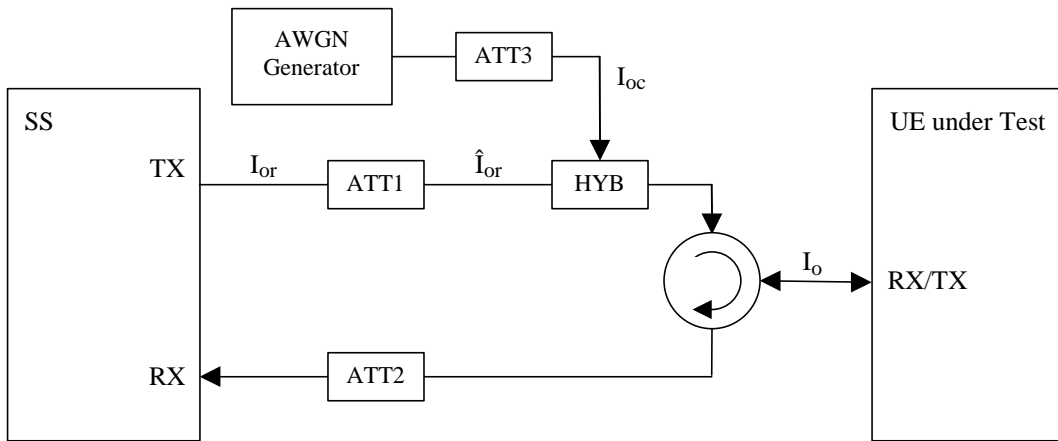 AWGN
Generator
ATT3
I_oc
SS
UE under Test
TX
I_or
ATT1
Î_or
HYB
I_o
RX/TX
RX
ATT2